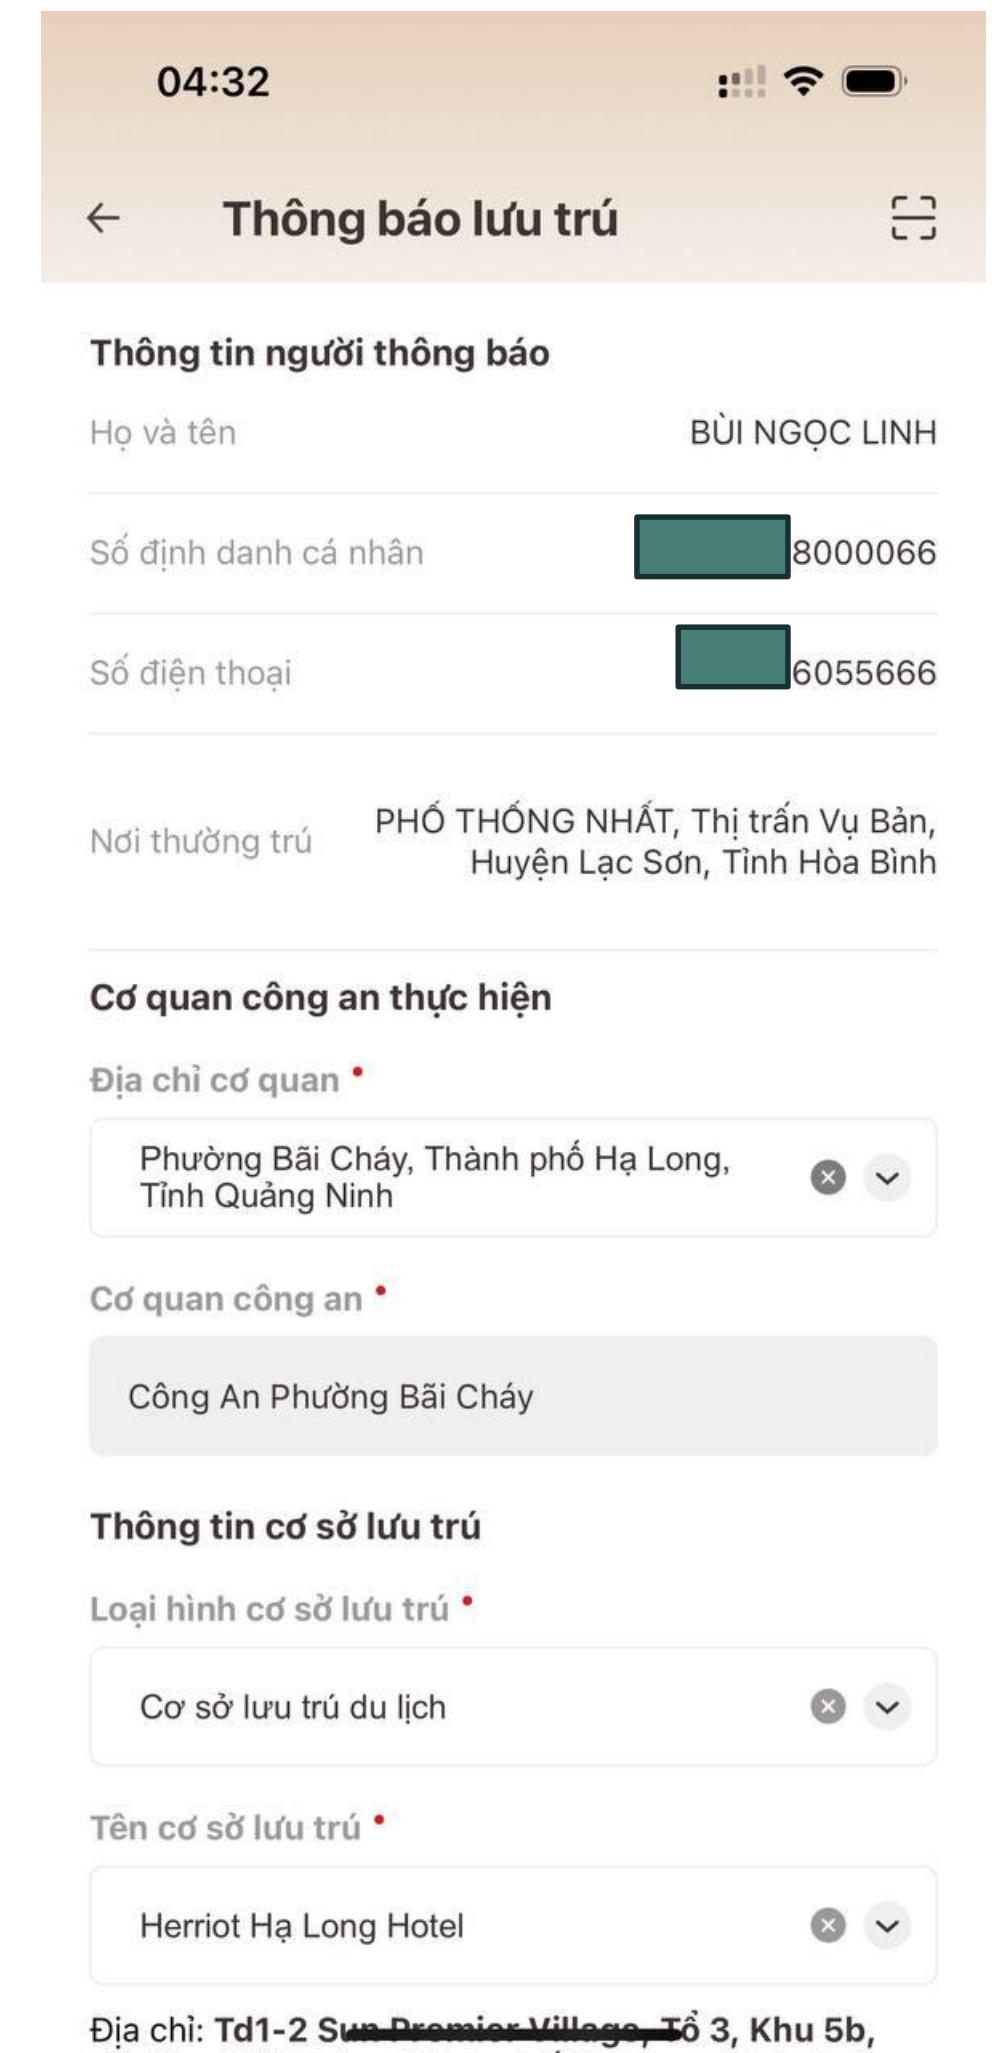 04:32
Thông báo lưu trú
Thông tin người thông báo
Họ và tên BÙI NGỌC LINH
Số định danh cá nhân 8000066
Số điện thoại 6055666
Nơi thường trú PHỐ THỐNG NHẤT, Thị trấn Vụ Bản,
Huyện Lạc Sơn, Tỉnh Hòa Bình
Cơ quan công an thực hiện
Địa chỉ cơ quan
Phường Bãi Cháy, Thành phố Hạ Long,
Tỉnh Quảng Ninh
Cơ quan công an
Công An Phường Bãi Cháy
Thông tin cơ sở lưu trú
Loại hình cơ sở lưu trú
Cơ sở lưu trú du lịch
Tên cơ sở lưu trú
Herriot Hạ Long Hotel
Địa chỉ: Td1-2 Sun Premier Village, Tổ 3, Khu 5b,